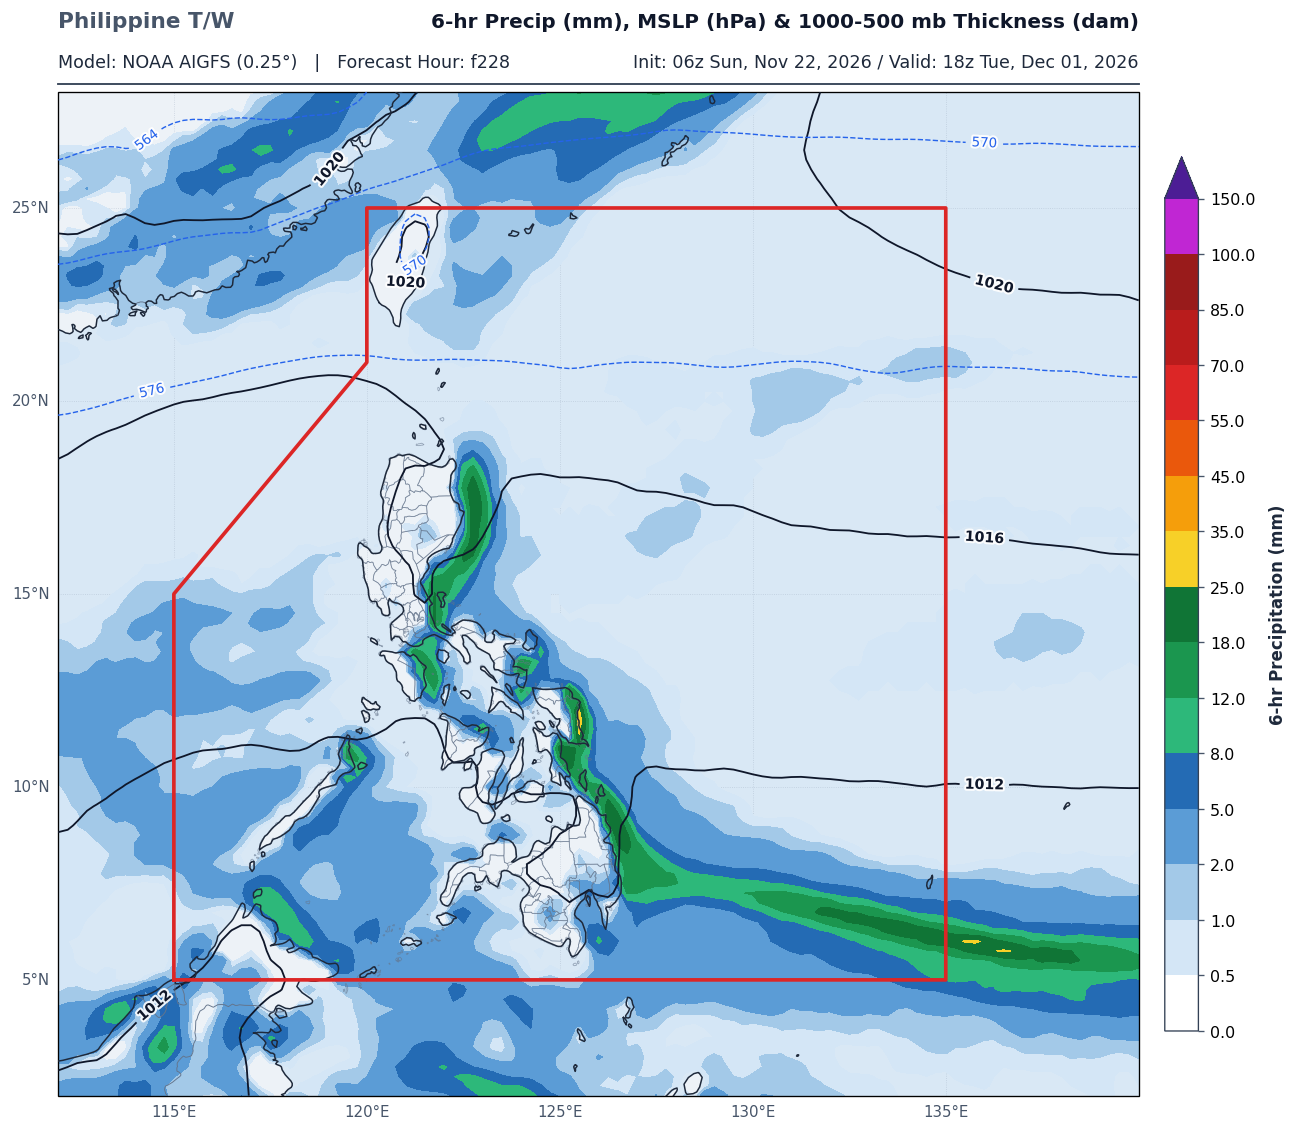 Philippine T/W
6-hr Precip (mm), MSLP (hPa) & 1000-500 mb Thickness (dam)
Model: NOAA AIGFS (0.25°) | Forecast Hour: f228
Init: 06z Sun, Nov 22, 2026 / Valid: 18z Tue, Dec 01, 2026
564
1020
570
25°N
570
1020
1020
576
20°N
1016
15°N
10°N
1012
5°N
1012
115°E
120°E
125°E
130°E
135°E
150.0
100.0
85.0
70.0
55.0
45.0
35.0
25.0
18.0
12.0
8.0
5.0
2.0
1.0
0.5
0.0
6-hr Precipitation (mm)